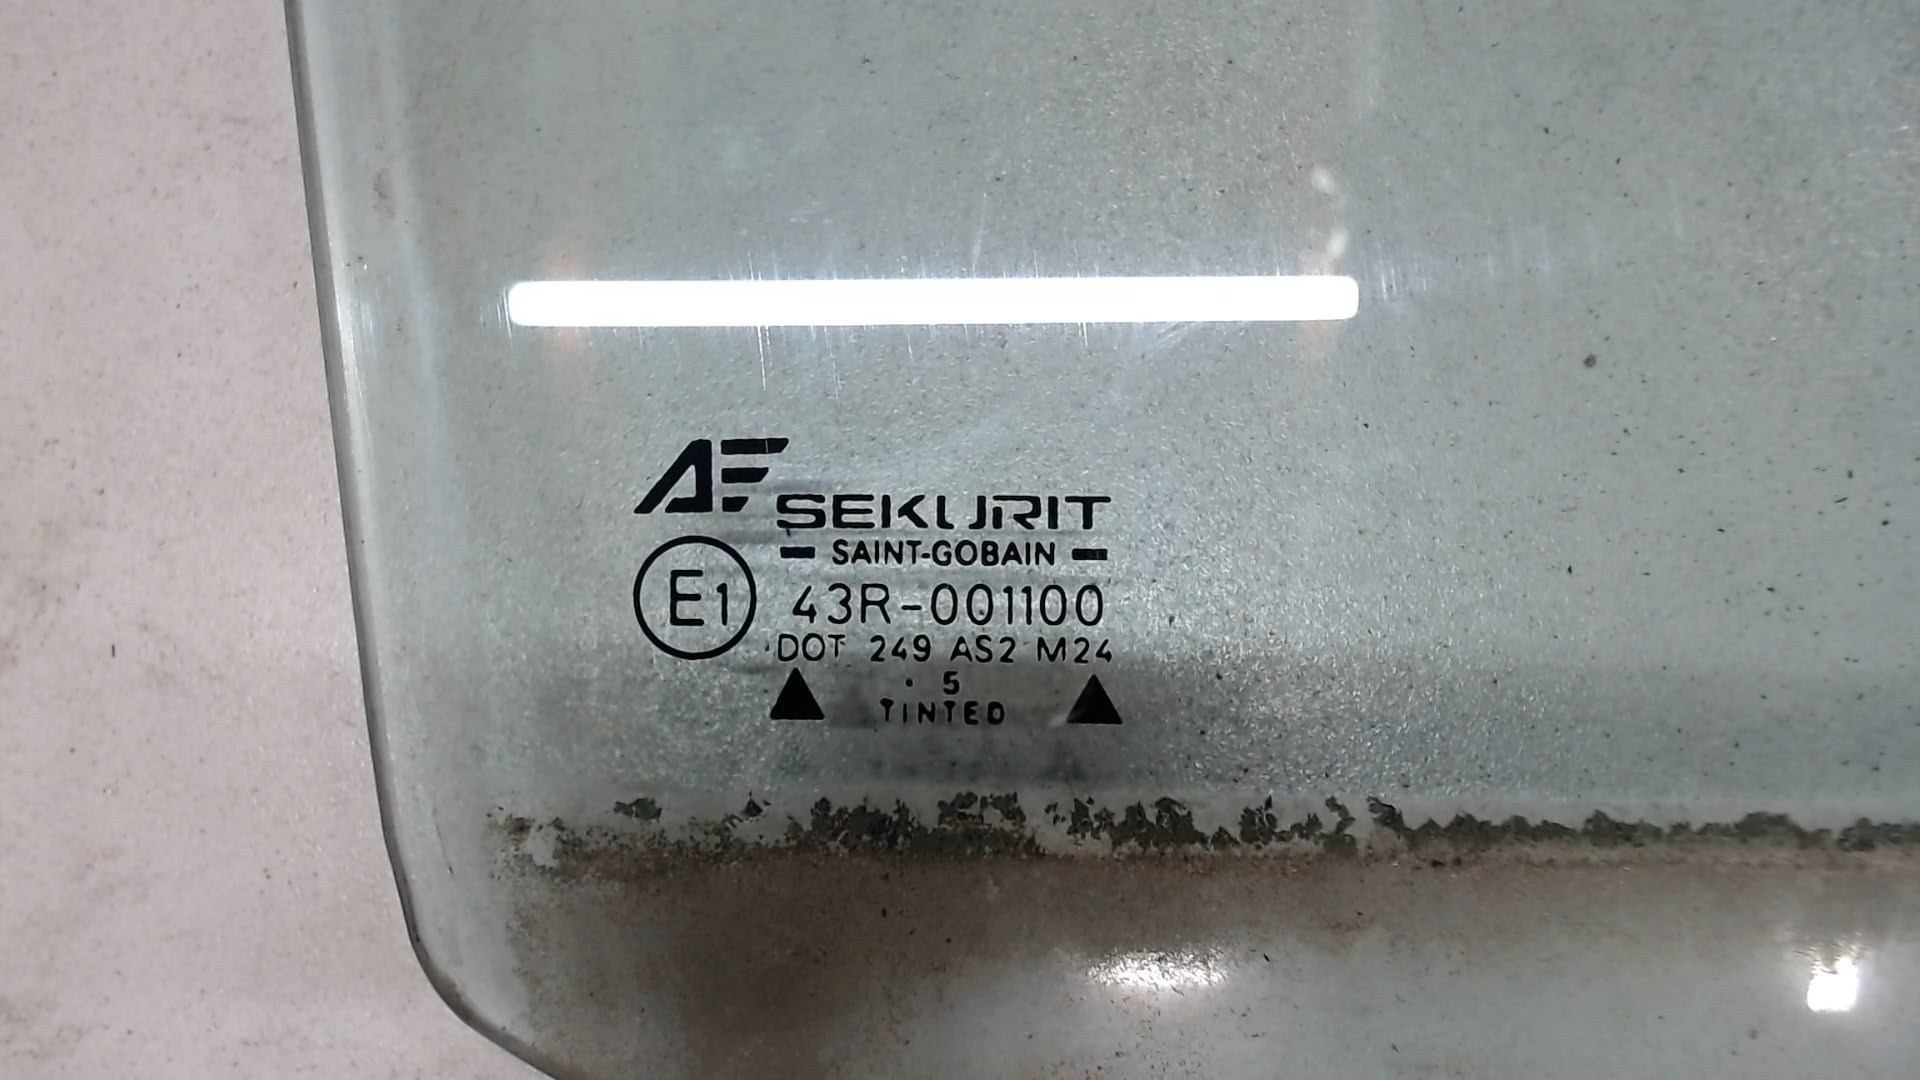 AF
SEKURIT
SAINT-GOBAIN
E1 43R-001100
DOT 249 AS2 M24
. 5
TINTED